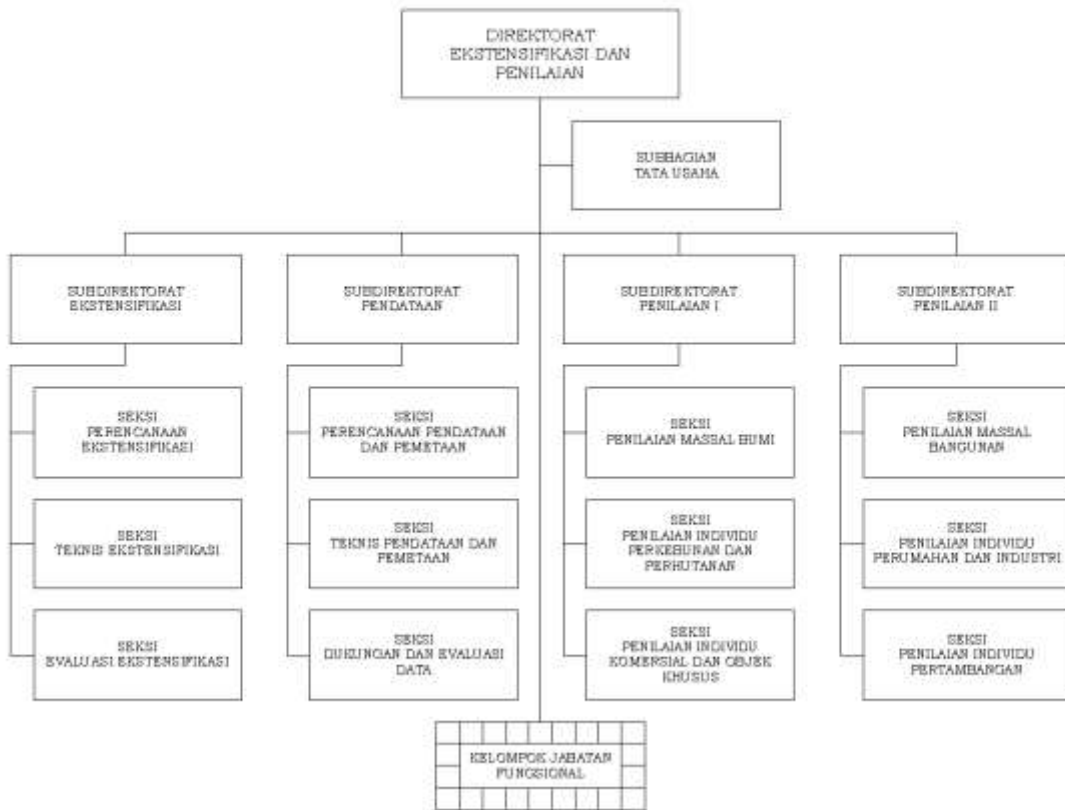 DIREKTORAT
EKSTENSIFIKASI DAN
PENILAIAN
SUBBAGIAN
TATA USAHA
SUBDIREKTORAT
EKSTENSIFIKASI
SUBDIREKTORAT
PENDATAAN
SUBDIREKTORAT
PENILAIAN I
SUBDIREKTORAT
PENILAIAN II
SEKSI
PERENCANAAN
EKSTENSIFIKASI
SEKSI
PERENCANAAN PENDATAAN
DAN PEMETAAN
SEKSI
PENILAIAN MASSAL BUMI
SEKSI
PENILAIAN MASSAL
BANGUNAN
SEKSI
TEKNIS EKSTENSIFIKASI
SEKSI
TEKNIS PENDATAAN DAN
PEMETAAN
SEKSI
PENILAIAN INDIVIDU
PERKEBUNAN DAN
PERHUTANAN
SEKSI
PENILAIAN INDIVIDU
PERUMAHAN DAN INDUSTRI
SEKSI
EVALUASI EKSTENSIFIKASI
SEKSI
DUKUNGAN DAN EVALUASI
DATA
SEKSI
PENILAIAN INDIVIDU
KOMERSIAL DAN OBJEK
KHUSUS
SEKSI
PENILAIAN INDIVIDU
PERTAMBANGAN
KELOMPOK JABATAN
FUNGSIONAL